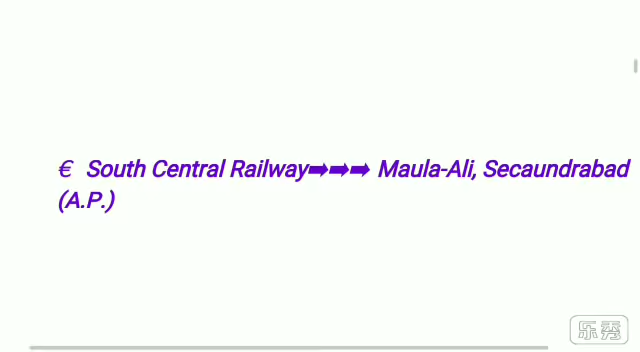 € South Central Railway➡➡➡ Maula-Ali, Secaundrabad
(A.P.)
乐秀